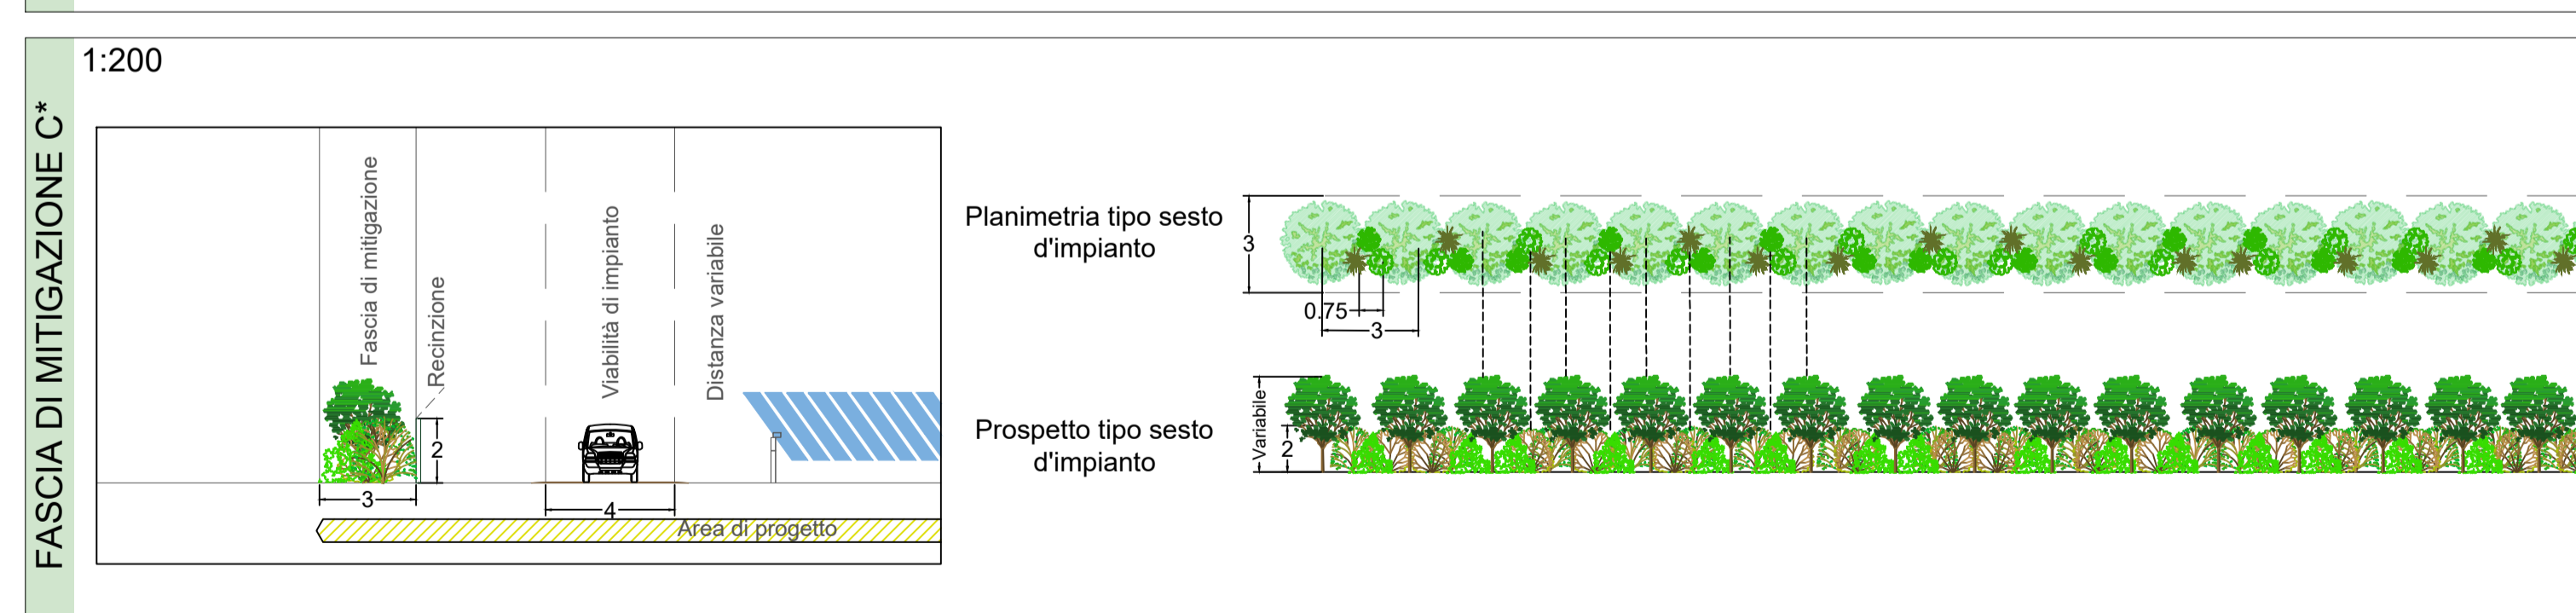 FASCIA DI MITIGAZIONE C*
1:200
Fascia di mitigazione
Recinzione
Viabilità di impianto
Distanza variabile
2
3
4
Area di progetto
Planimetria tipo sesto
d'impianto
3
0.75
3
Prospetto tipo sesto
d'impianto
Variabile
2